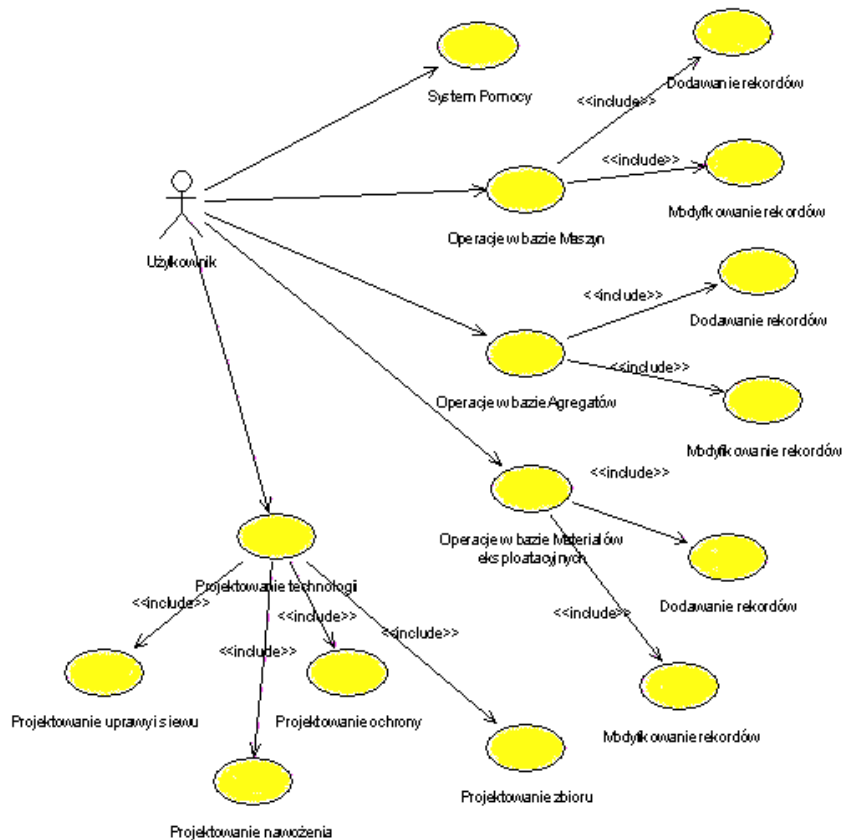 System Pomocy
Dodawanie rekordów
<<include>>
<<include>>
Modyfikowanie rekordów
Operacje w bazie Maszyn
Użytkownik
<<include>>
Dodawanie rekordów
<<include>>
Operacje w bazie Agregatów
Modyfikowanie rekordów
<<include>>
Operacje w bazie Materiałów
eksploatacyjnych
Dodawanie rekordów
Projektowanie technologii
<<include>>
<<include>>
<<include>>
<<include>>
<<include>>
Projektowanie uprawy i siewu
Projektowanie ochrony
Modyfikowanie rekordów
Projektowanie zbioru
Projektowanie nawożenia